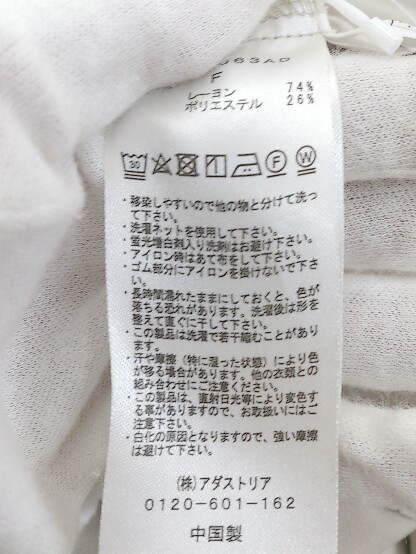 063AD
F
レーヨン 74%
ポリエステル 26%
30
F
W
・移染しやすいので他の物と分けて洗っ
て下さい。
・洗濯ネットを使用して下さい。
・蛍光増白剤入り洗剤はお避け下さい。
・アイロン時はあて布をして下さい。
・ゴム部分にアイロンを掛けないで下さ
い。
・長時間濡れたままにしておくと、色が
落ちる恐れがあります。洗濯後は形を
整えて直ぐに干して下さい。
・この製品は洗濯で若干縮むことがあり
ます。
・汗や摩擦（特に湿った状態）により色
が移る場合があります。他の衣類との
組み合わせにご注意ください。
・この製品は、直射日光等により変色す
る事がありますので、お取扱いにはご
注意下さい。
・白化の原因となりますので、強い摩擦
は避けて下さい。
(株)アダストリア
0120-601-162
中国製